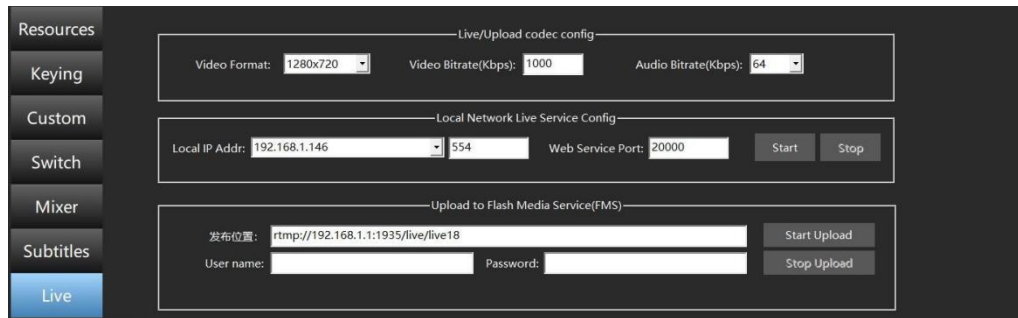 Resources
Keying
Custom
Switch
Mixer
Subtitles
Live
Live/Upload codec config
Video Format: 1280x720 Video Bitrate(Kbps): 1000 Audio Bitrate(Kbps): 64
Local Network Live Service Config
Local IP Addr: 192.168.1.146 554 Web Service Port: 20000 Start Stop
Upload to Flash Media Service(FMS)
发布位置: rtmp://192.168.1.1:1935/live/live18 Start Upload
User name: Password: Stop Upload